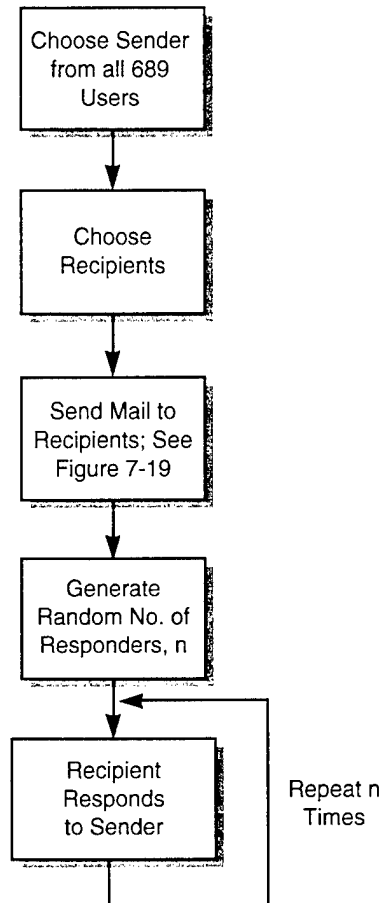 Choose Sender
from all 689
Users
Choose
Recipients
Send Mail to
Recipients; See
Figure 7-19
Generate
Random No. of
Responders, n
Recipient
Responds
to Sender
Repeat n
Times